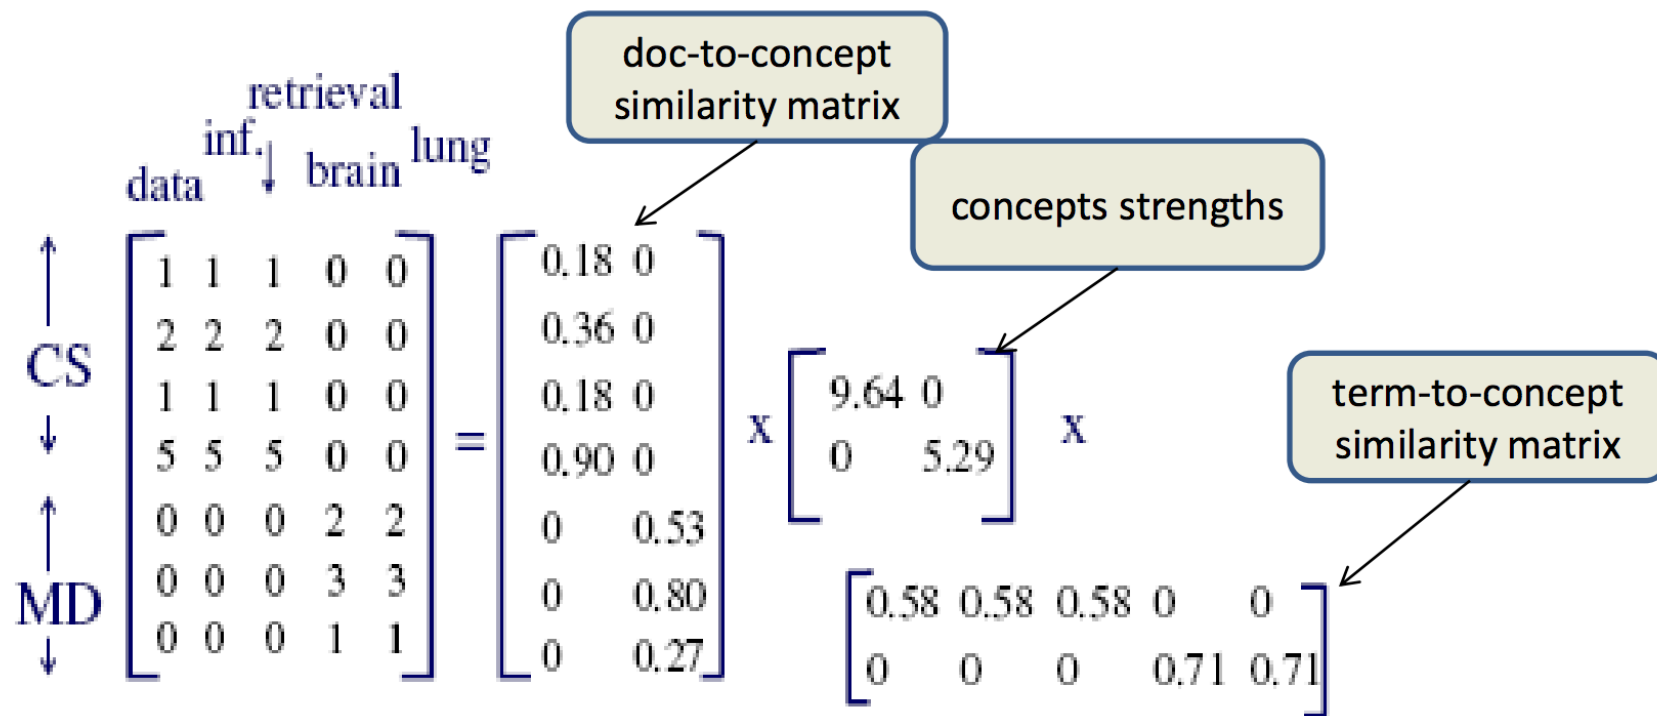 doc-to-concept
similarity matrix
retrieval
inf. ↓
lung
brain
data
concepts strengths
term-to-concept
similarity matrix
CS
MD
1 1 1 0 0
2 2 2 0 0
1 1 1 0 0
5 5 5 0 0
0 0 0 2 2
0 0 0 3 3
0 0 0 1 1
=
0.18 0
0.36 0
0.18 0
0.90 0
0 0.53
0 0.80
0 0.27
x
9.64 0
0 5.29
x
0.58 0.58 0.58 0 0
0 0 0 0.71 0.71